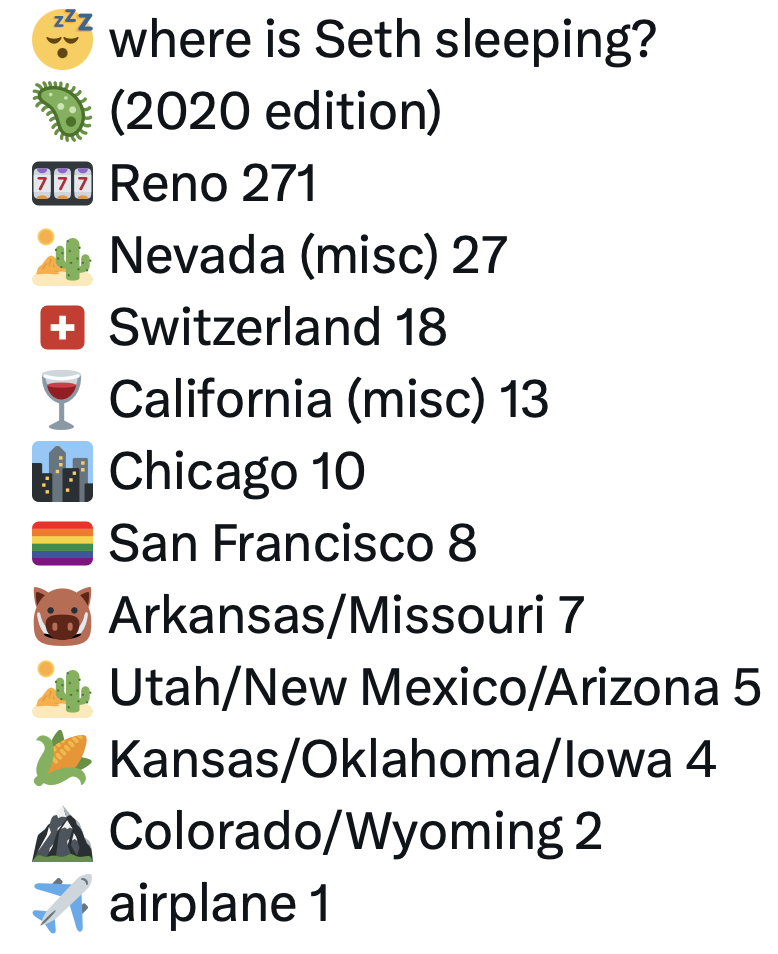 😴 where is Seth sleeping?
🦠 (2020 edition)
🎰 Reno 271
🏜️ Nevada (misc) 27
🇨🇭 Switzerland 18
🍷 California (misc) 13
🏙️ Chicago 10
🏳️‍🌈 San Francisco 8
🐗 Arkansas/Missouri 7
🏜️ Utah/New Mexico/Arizona 5
🌽 Kansas/Oklahoma/Iowa 4
⛰️ Colorado/Wyoming 2
✈️ airplane 1